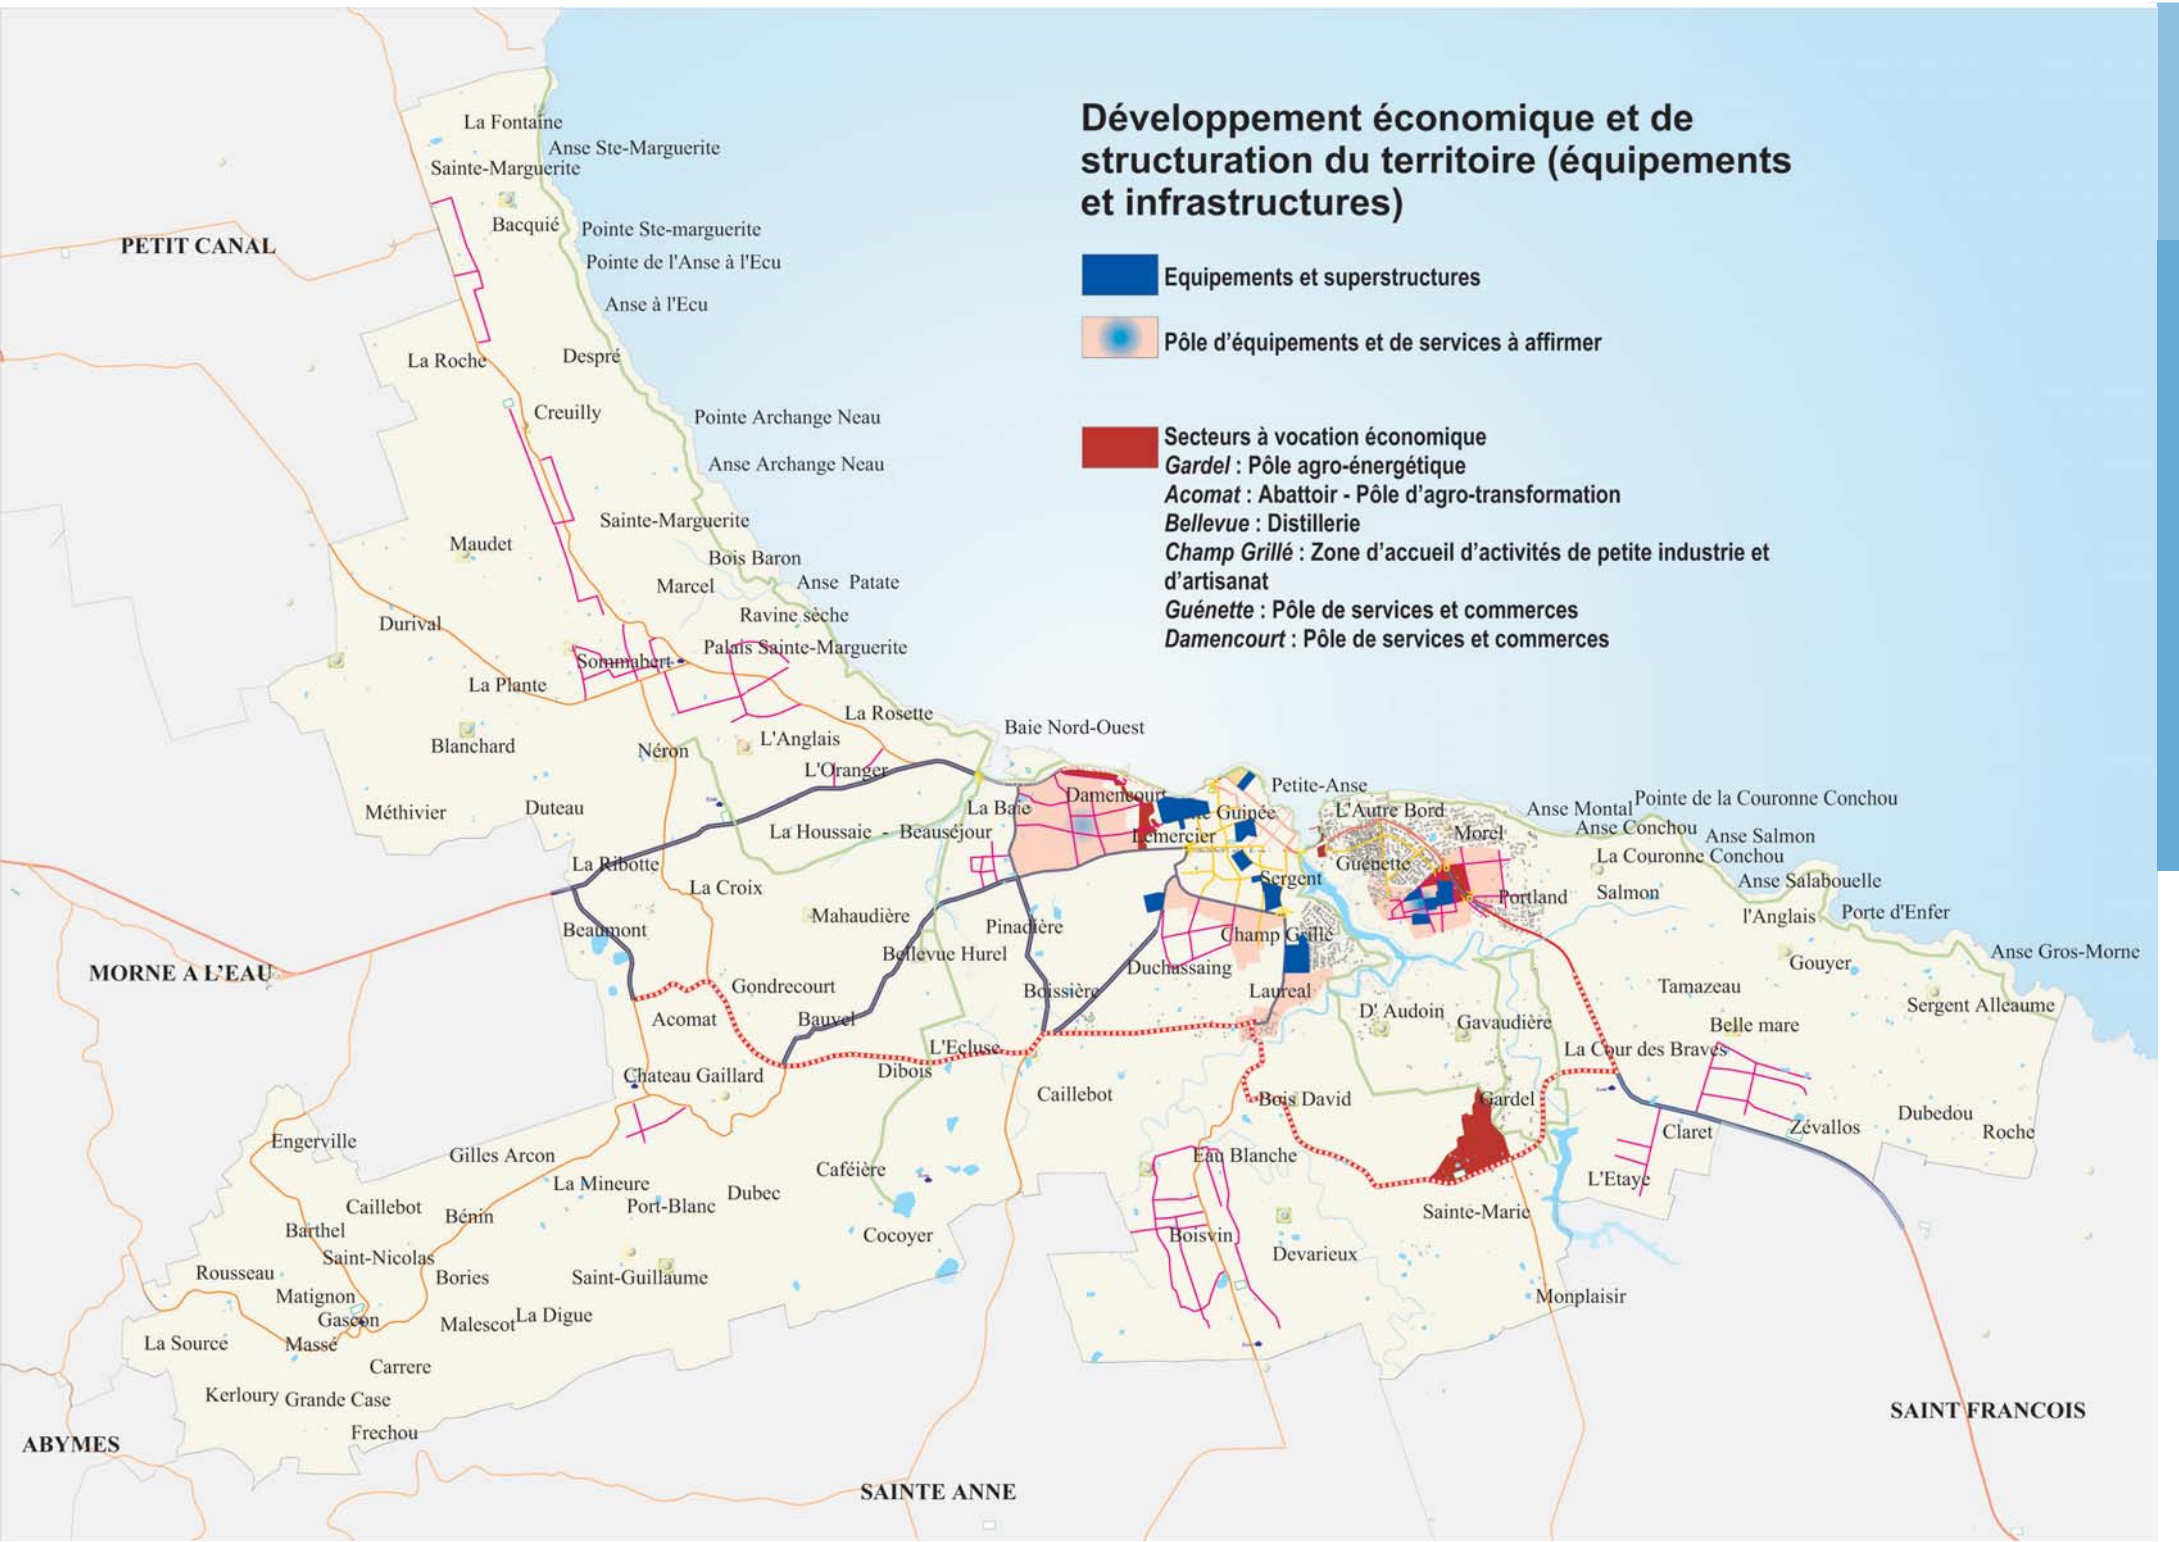 Développement économique et de
structuration du territoire (équipements
et infrastructures)
Equipements et superstructures
Pôle d'équipements et de services à affirmer
Secteurs à vocation économique
Gardel : Pôle agro-énergétique
Acomat : Abattoir - Pôle d'agro-transformation
Bellevue : Distillerie
Champ Grillé : Zone d'accueil d'activités de petite industrie et
d'artisanat
Guénette : Pôle de services et commerces
Damencourt : Pôle de services et commerces
La Fontaine
Anse Ste-Marguerite
Sainte-Marguerite
Bacquié
Pointe Ste-marguerite
PETIT CANAL
Pointe de l'Anse à l'Ecu
Anse à l'Ecu
La Roche
Despré
Creuilly
Pointe Archange Neau
Anse Archange Neau
Sainte-Marguerite
Maudet
Bois Baron
Marcel
Anse Patate
Ravine sèche
Durival
Palais Sainte-Marguerite
Sommabert
La Plante
La Rosette
Baie Nord-Ouest
Blanchard
Néron
L'Anglais
L'Oranger
Petite-Anse
Méthivier
Duteau
La Baie
Damencourt
Guinée
L'Autre Bord
Anse Montal
Pointe de la Couronne Conchou
La Houssaie - Beauséjour
Lemercier
Morel
Anse Conchou
Anse Salmon
La Ribotte
Guénette
La Couronne Conchou
La Croix
Sergent
Portland
Salmon
Anse Salabouelle
Mahaudière
l'Anglais
Porte d'Enfer
Beaumont
Pinadière
Champ Grillé
Bellevue Hurel
Anse Gros-Morne
MORNE A L'EAU
Duchassaing
Gouyer
Gondrecourt
Boissière
Laureal
Tamazeau
Sergent Alleaume
Acomat
Bauvel
D' Audoin
Gavaudière
Belle mare
L'Ecluse
La Cour des Braves
Chateau Gaillard
Dibois
Caillebot
Bois David
Gardel
Dubedou
Zévallos
Claret
Roche
Engerville
Gilles Arcon
Eau Blanche
Caféière
L'Etaye
La Mineure
Dubec
Port-Blanc
Caillebot
Bénin
Sainte-Marie
Barthel
Cocoyer
Boisvin
Saint-Nicolas
Devarieux
Rousseau
Bories
Saint-Guillaume
Matignon
Monplaisir
Gascon
Malescot
La Digue
La Source
Massé
Carrere
Kerloury
Grande Case
SAINT FRANCOIS
Frechou
ABYMES
SAINTE ANNE